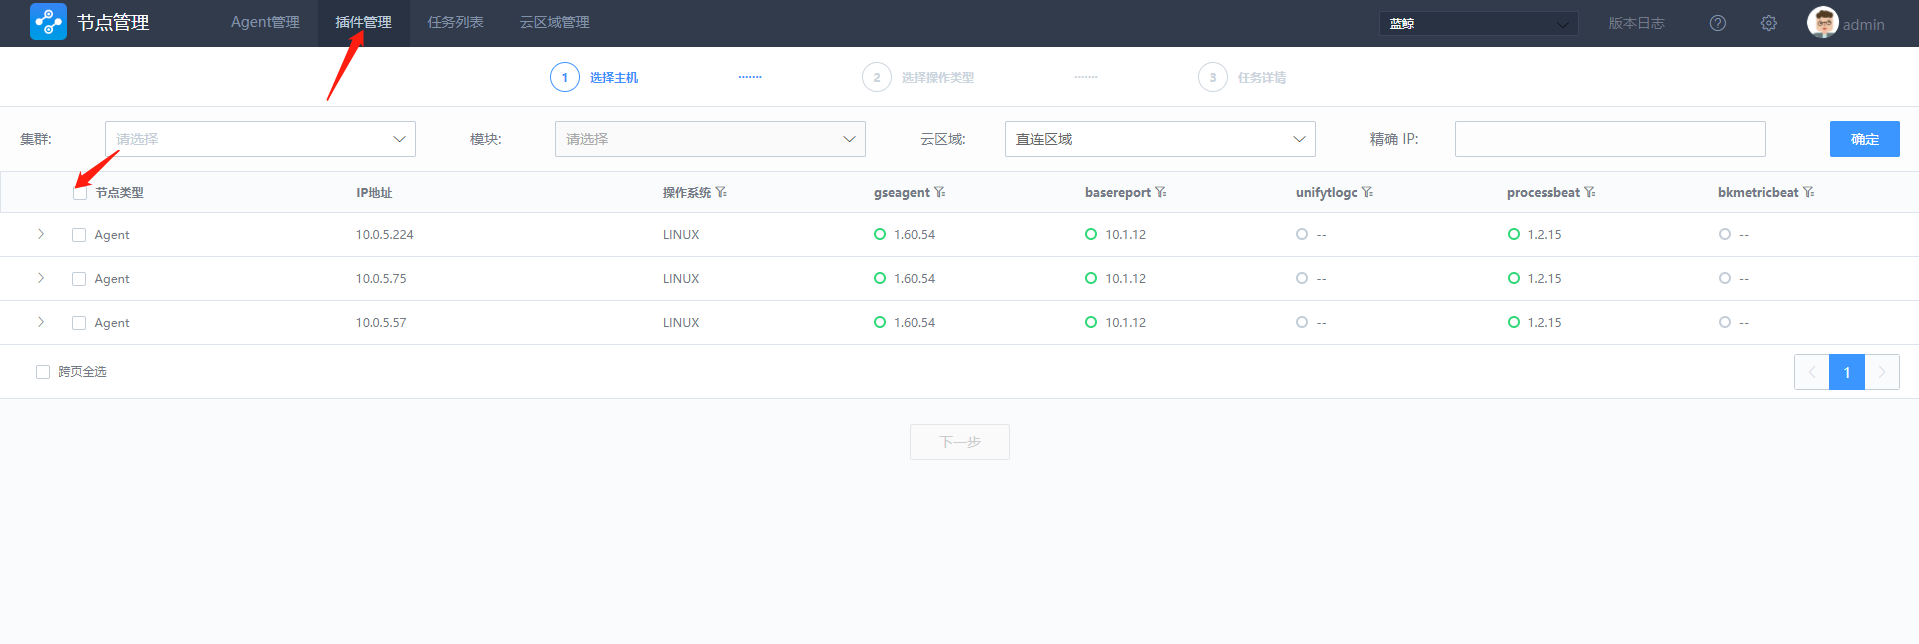 节点管理 Agent管理 插件管理 任务列表 云区域管理 蓝鲸 版本日志 admin
1 选择主机 2 选择操作类型 3 任务详情
集群: 请选择 模块: 请选择 云区域: 直连区域 精确 IP: 确定
节点类型 IP地址 操作系统 gseagent basereport unifytlogc processbeat bkmetricbeat
Agent 10.0.5.224 LINUX 1.60.54 10.1.12 -- 1.2.15 --
Agent 10.0.5.75 LINUX 1.60.54 10.1.12 -- 1.2.15 --
Agent 10.0.5.57 LINUX 1.60.54 10.1.12 -- 1.2.15 --
跨页全选 1
下一步